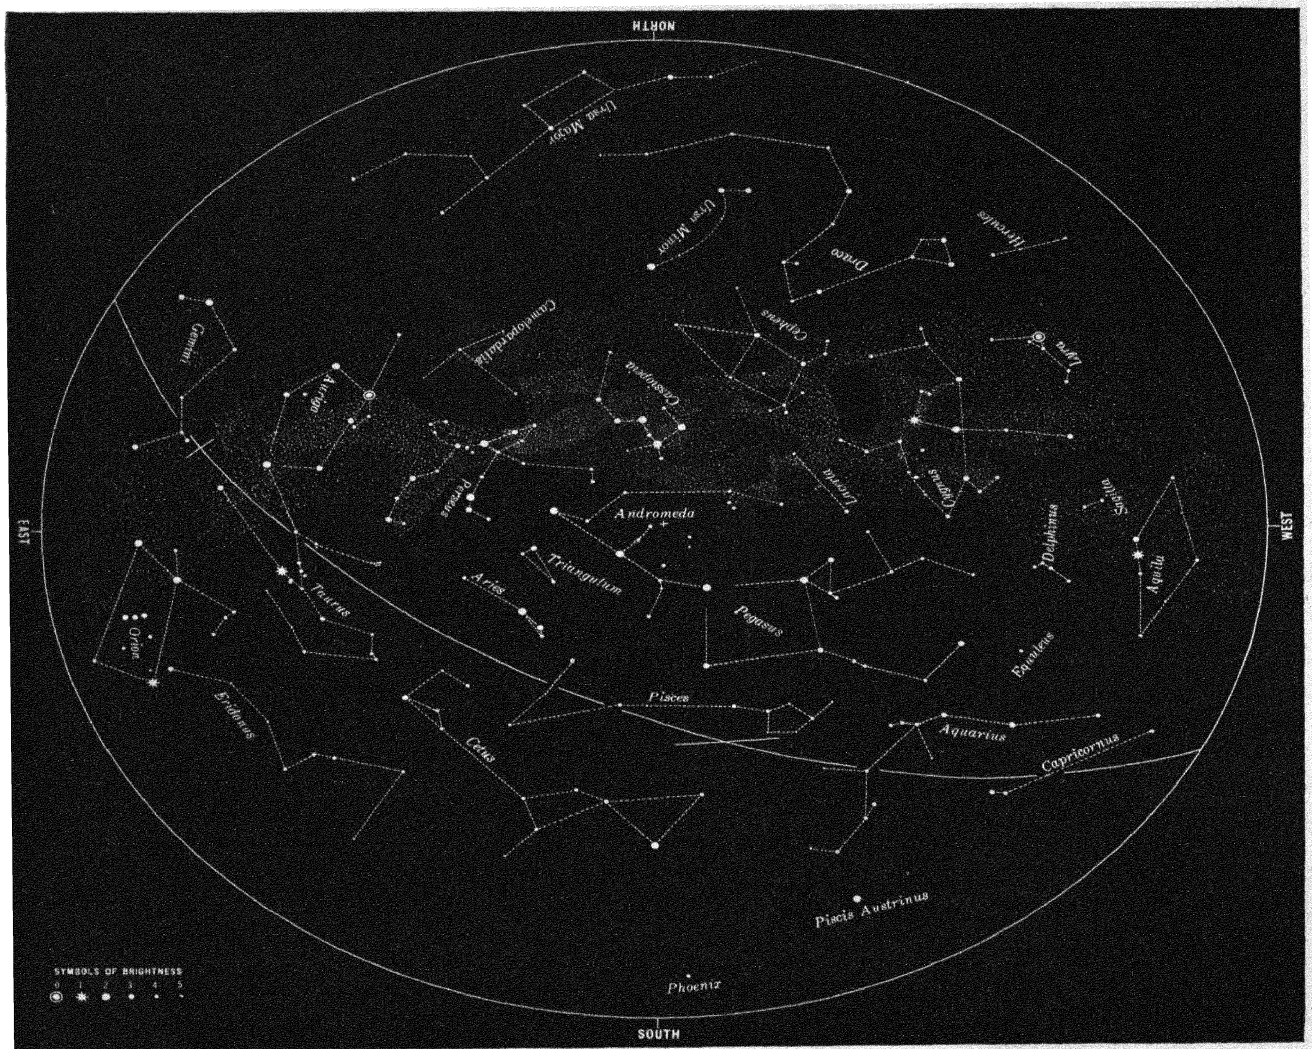 NORTH
Ursa Major
Ursa Minor
Hercules
Draco
Camelopardalis
Cepheus
Gemini
Lyra
Auriga
Cassiopeia
Perseus
Lacerta
Cygnus
Sagitta
Andromeda
EAST
WEST
Delphinus
Triangulum
Aries
Aquila
Taurus
Pegasus
Orion
Equuleus
Pisces
Eridanus
Aquarius
Cetus
Capricornus
Piscis Austrinus
SYMBOLS OF BRIGHTNESS
0 1 2 3 4 5
Phoenix
SOUTH